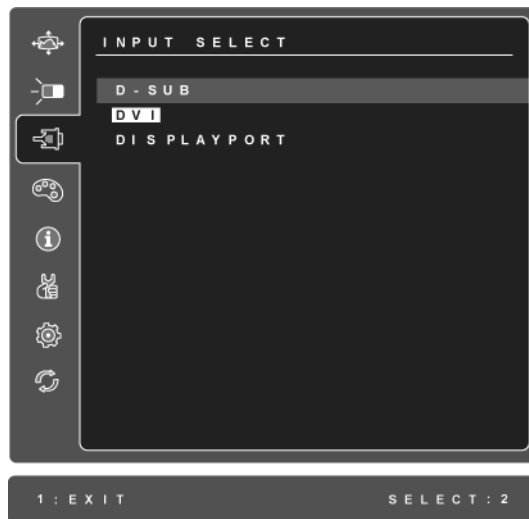 INPUT SELECT
D-SUB
DVI
DISPLAYPORT
1:EXIT SELECT:2